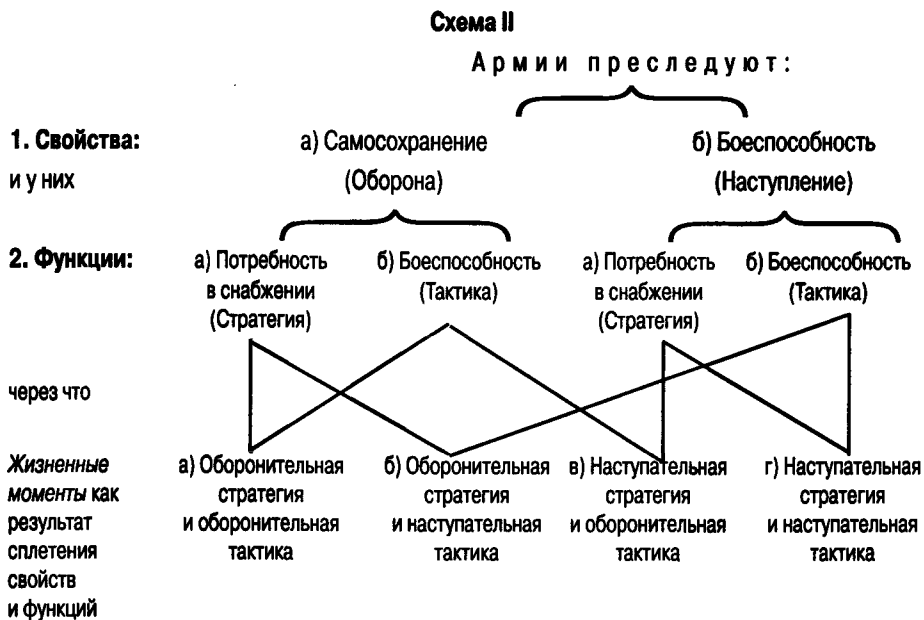 Схема II
Армии преследуют:
1. Свойства: а) Самосохранение б) Боеспособность
и у них (Оборона) (Наступление)
2. Функции: а) Потребность б) Боеспособность а) Потребность б) Боеспособность
в снабжении (Тактика) в снабжении (Тактика)
(Стратегия) (Стратегия)
через что
Жизненные а) Оборонительная б) Оборонительная в) Наступательная г) Наступательная
моменты как стратегия стратегия стратегия стратегия
результат и оборонительная и наступательная и оборонительная и наступательная
сплетения тактика тактика тактика тактика
свойств
и функций